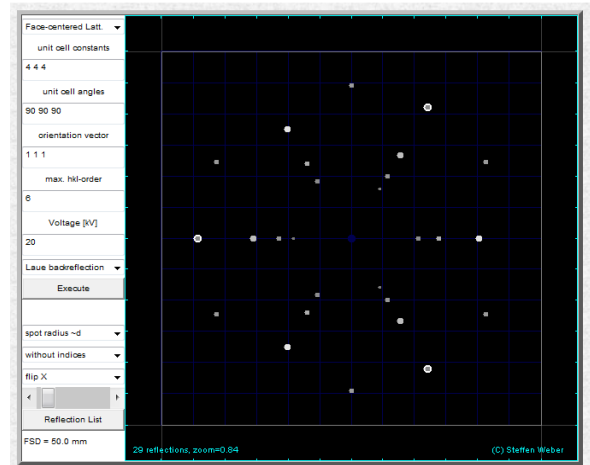 Face-centered Latt.
unit cell constants
4 4 4
unit cell angles
90 90 90
orientation vector
1 1 1
max. hkl-order
6
Voltage [kV]
20
Laue backreflection
Execute
spot radius ~d
without indices
flip X
Reflection List
FSD = 50.0 mm
29 reflections, zoom=0.84
(C) Steffen Weber